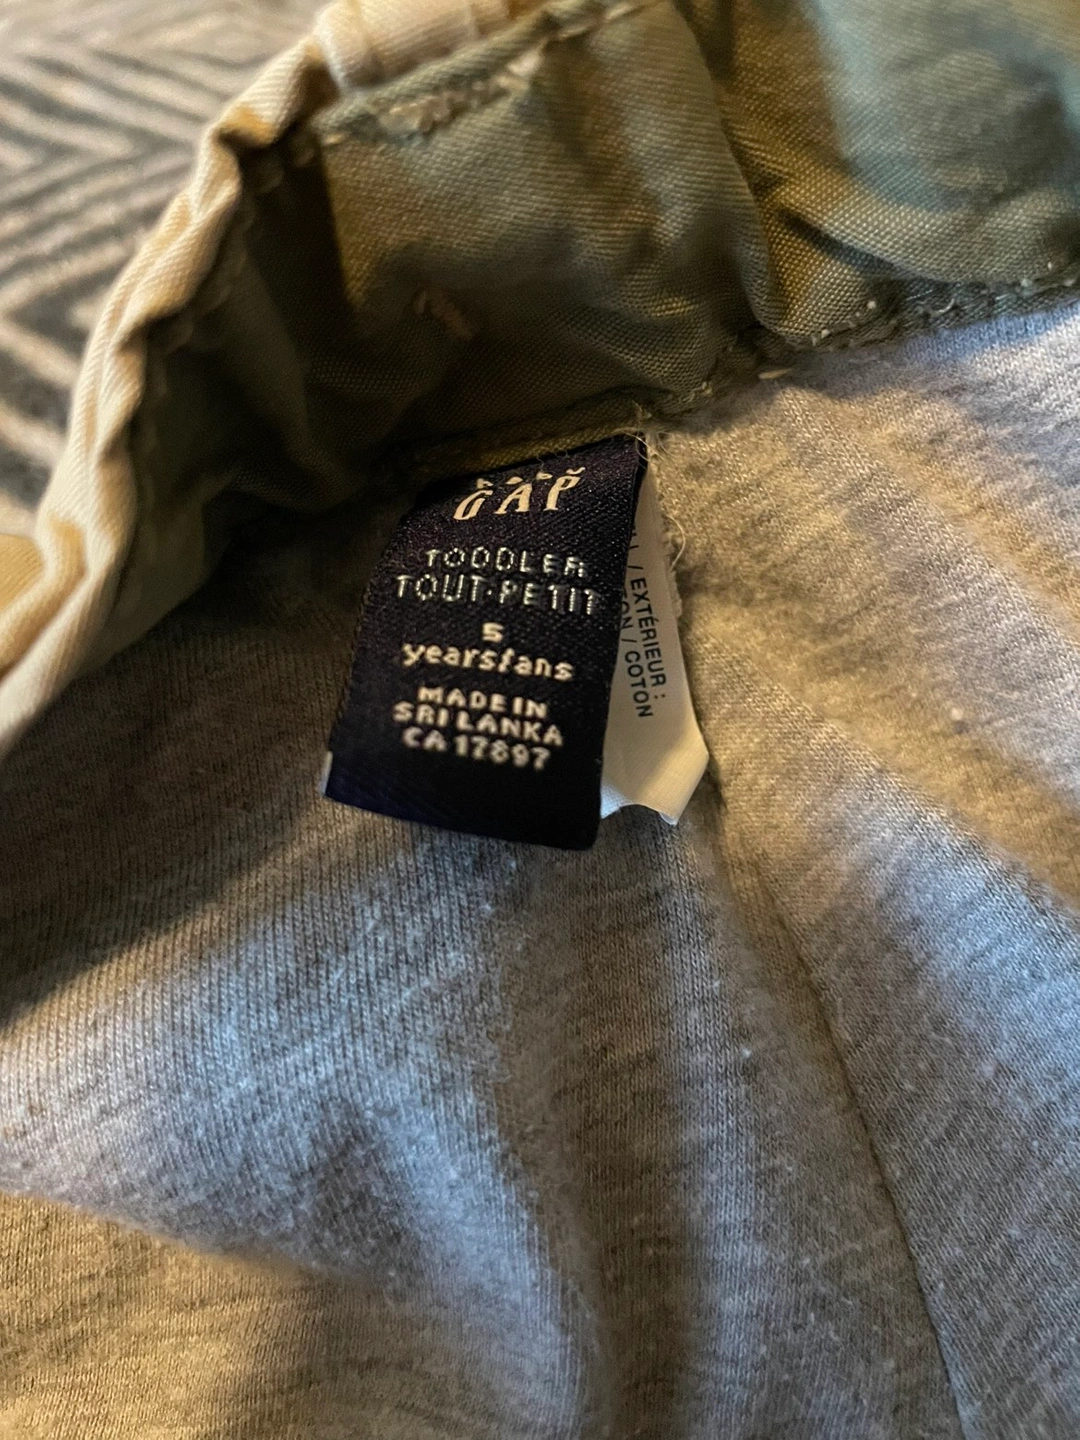 GAP
TODDLER
TOUT-PETIT
5
years/ans
MADE IN
SRI LANKA
CA 17897
/ EXTÉRIEUR :
/ COTON